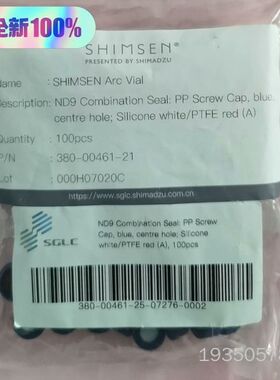 全新100%
SHIMSEN®
PRESENTED BY SHIMADZU
Name : SHIMSEN Arc Vial
Description: ND9 Combination Seal: PP Screw Cap, blue,
centre hole; Silicone white/PTFE red (A)
Quantity : 100pcs
P/N : 380-00461-21
Lot : 000H07020C
https://www.sglc.shimadzu.com.cn
SGLC
ND9 Combination Seal: PP Screw
Cap, blue, centre hole; Silicone
white/PTFE red (A), 100pcs
380-00461-25-07276-0002
1935057